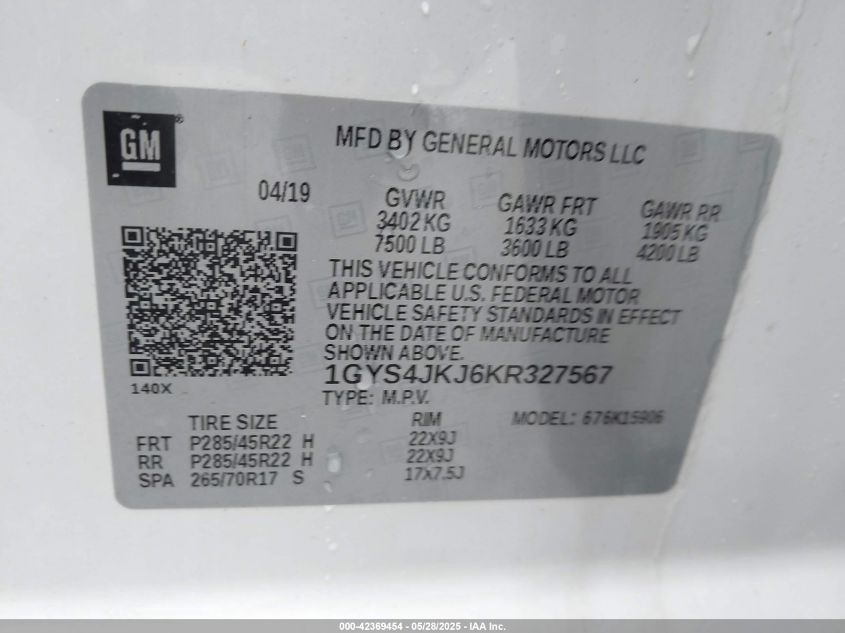 GM ®
MFD BY GENERAL MOTORS LLC
04/19
GVWR GAWR FRT GAWR RR
3402 KG 1633 KG 1905 KG
7500 LB 3600 LB 4200 LB
THIS VEHICLE CONFORMS TO ALL
APPLICABLE U.S. FEDERAL MOTOR
VEHICLE SAFETY STANDARDS IN EFFECT
ON THE DATE OF MANUFACTURE
SHOWN ABOVE.
1GYS4JKJ6KR327567
140X
TYPE: M.P.V.
TIRE SIZE RIM MODEL: 676K15906
FRT P285/45R22 H 22X9J
RR P285/45R22 H 22X9J
SPA 265/70R17 S 17x7.5J
000-42369454 | 05/28/2025 - IAA Inc.